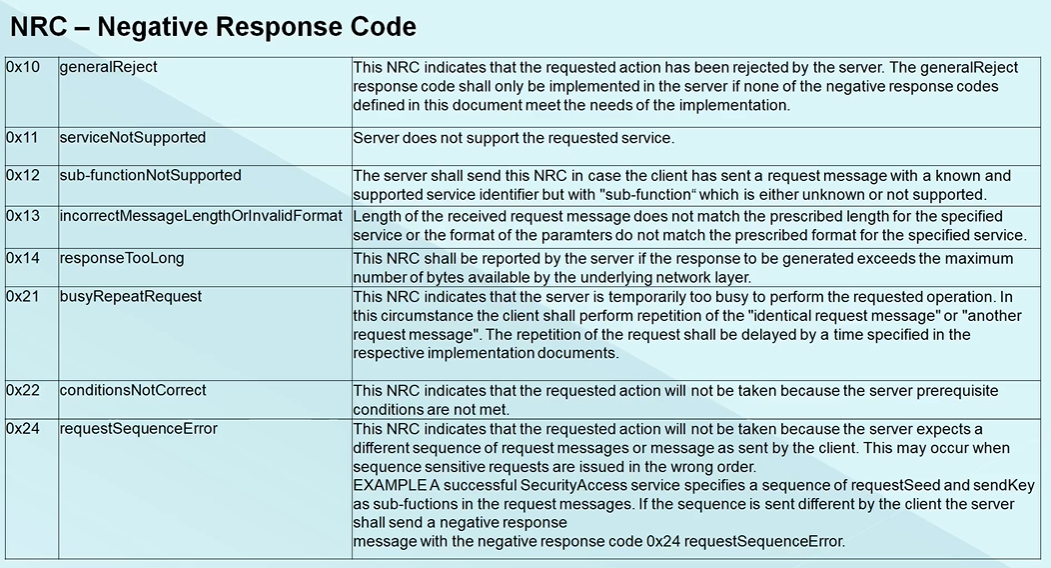 NRC – Negative Response Code
0x10 generalReject This NRC indicates that the requested action has been rejected by the server. The generalReject
response code shall only be implemented in the server if none of the negative response codes
defined in this document meet the needs of the implementation.
0x11 serviceNotSupported Server does not support the requested service.
0x12 sub-functionNotSupported The server shall send this NRC in case the client has sent a request message with a known and
supported service identifier but with "sub-function“ which is either unknown or not supported.
0x13 incorrectMessageLengthOrInvalidFormat Length of the received request message does not match the prescribed length for the specified
service or the format of the paramters do not match the prescribed format for the specified service.
0x14 responseTooLong This NRC shall be reported by the server if the response to be generated exceeds the maximum
number of bytes available by the underlying network layer.
0x21 busyRepeatRequest This NRC indicates that the server is temporarily too busy to perform the requested operation. In
this circumstance the client shall perform repetition of the "identical request message" or "another
request message". The repetition of the request shall be delayed by a time specified in the
respective implementation documents.
0x22 conditionsNotCorrect This NRC indicates that the requested action will not be taken because the server prerequisite
conditions are not met.
0x24 requestSequenceError This NRC indicates that the requested action will not be taken because the server expects a
different sequence of request messages or message as sent by the client. This may occur when
sequence sensitive requests are issued in the wrong order.
EXAMPLE A successful SecurityAccess service specifies a sequence of requestSeed and sendKey
as sub-fuctions in the request messages. If the sequence is sent different by the client the server
shall send a negative response
message with the negative response code 0x24 requestSequenceError.